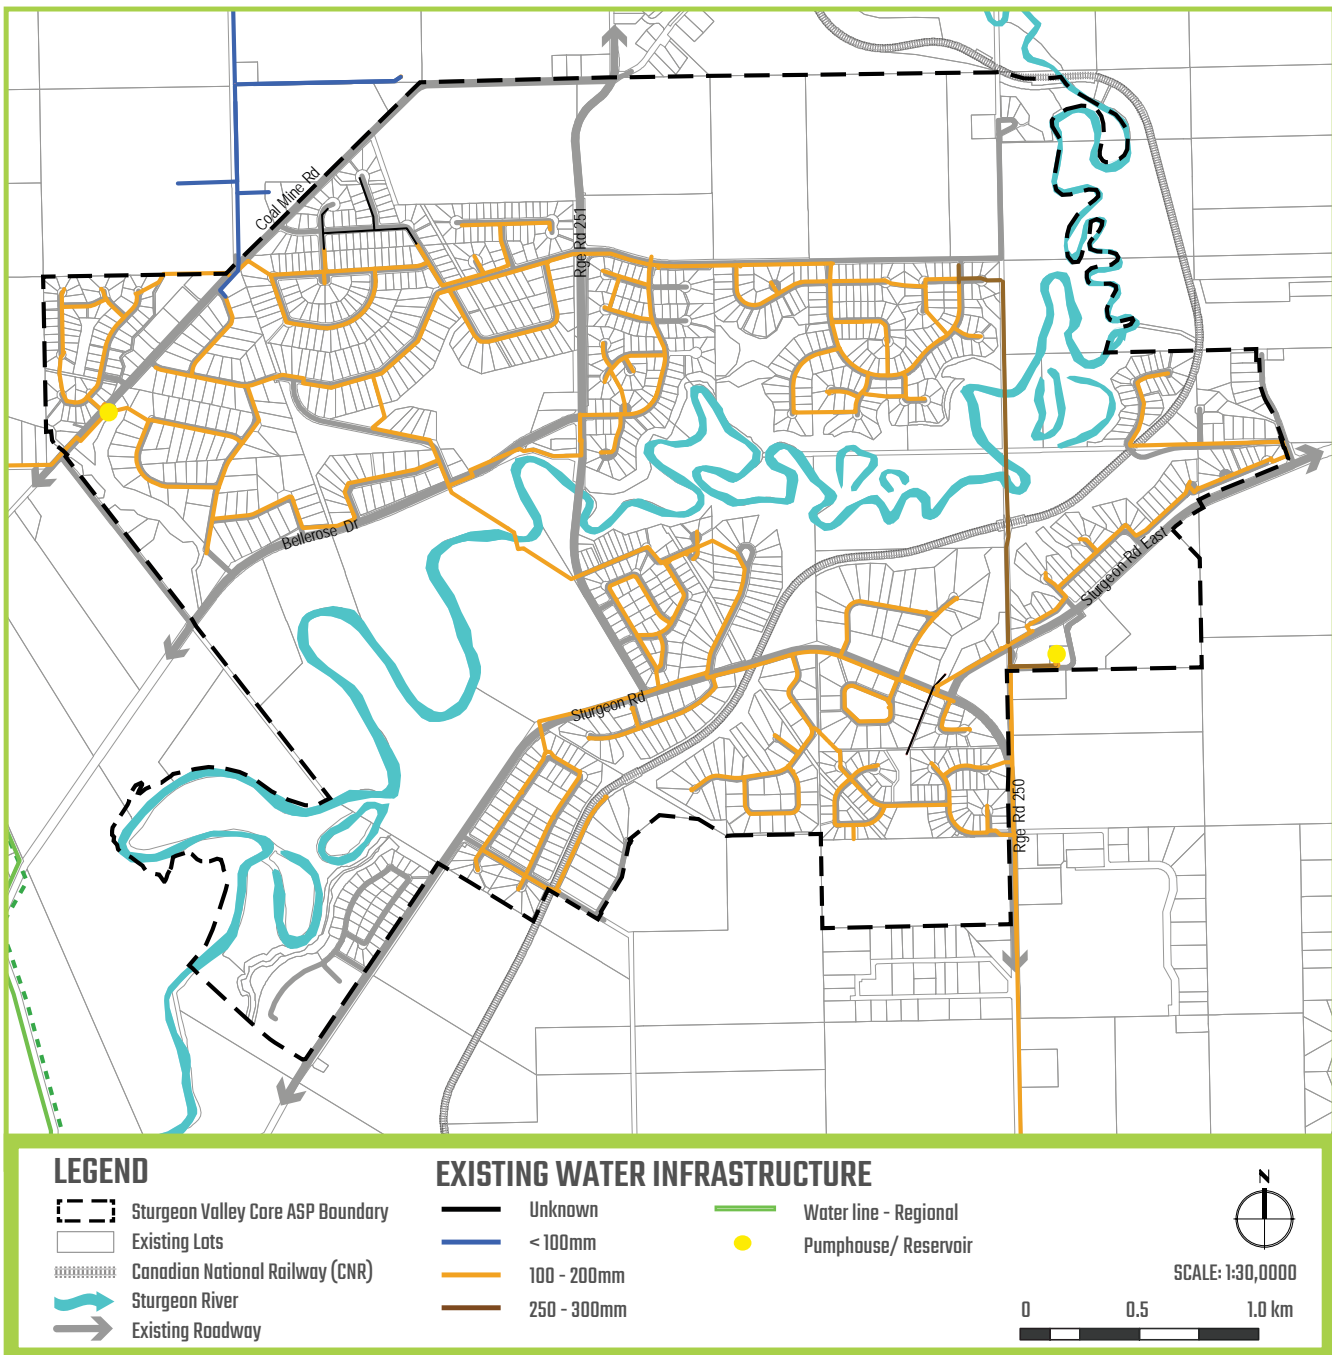 Coal Mine Rd
Rge Rd 251
Bellerose Dr
Sturgeon Rd East
Sturgeon Rd
Rge Rd 250
LEGEND
Sturgeon Valley Core ASP Boundary
Existing Lots
Canadian National Railway (CNR)
Sturgeon River
Existing Roadway
EXISTING WATER INFRASTRUCTURE
Unknown
< 100mm
100 - 200mm
250 - 300mm
Water line - Regional
Pumphouse/ Reservoir
N
SCALE: 1:30,0000
0 0.5 1.0 km